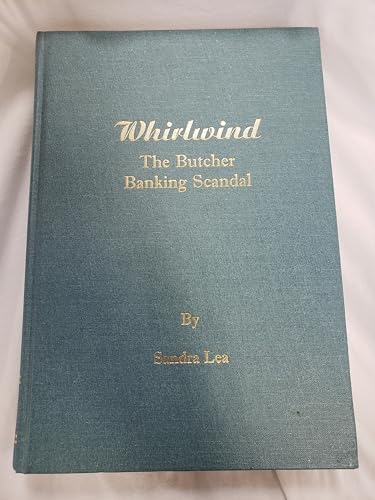 Whirlwind
The Butcher
Banking Scandal
By
Sandra Lea